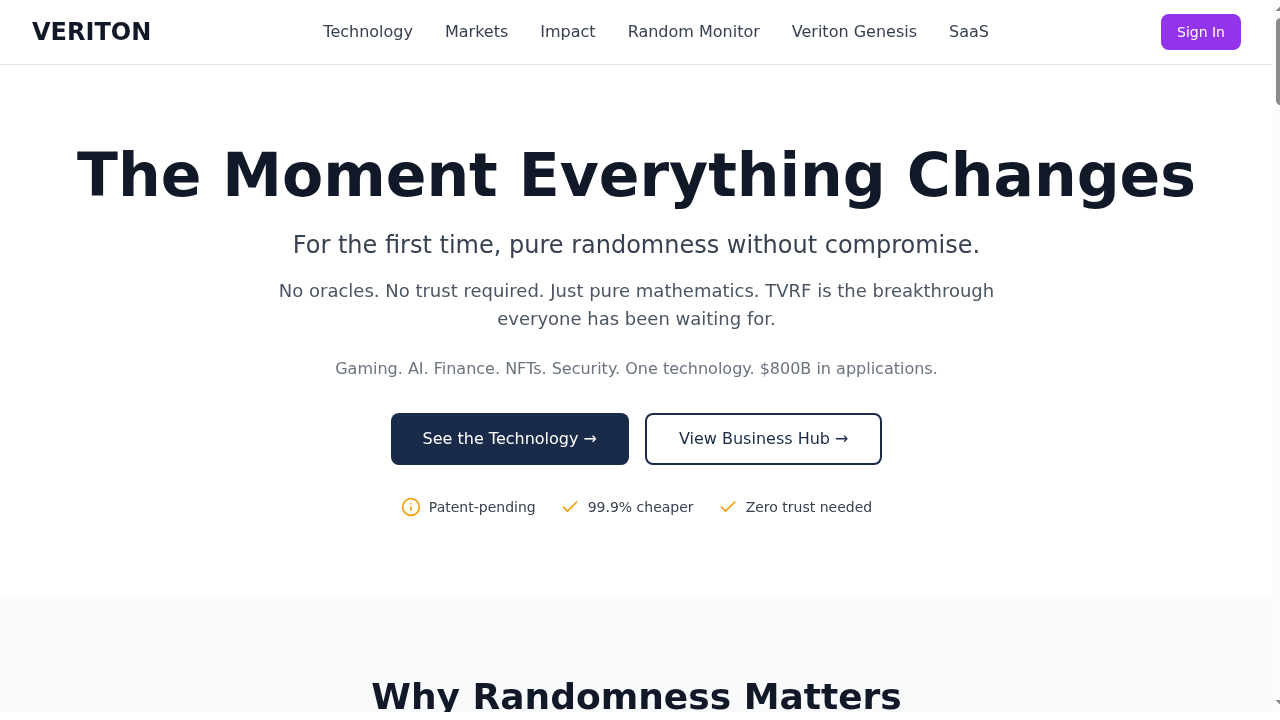 VERITON
Technology
Markets
Impact
Random Monitor
Veriton Genesis
SaaS
Sign In
The Moment Everything Changes
For the first time, pure randomness without compromise.
No oracles. No trust required. Just pure mathematics. TVRF is the breakthrough
everyone has been waiting for.
Gaming. AI. Finance. NFTs. Security. One technology. $800B in applications.
See the Technology →
View Business Hub →
Patent-pending
99.9% cheaper
Zero trust needed
Why Randomness Matters